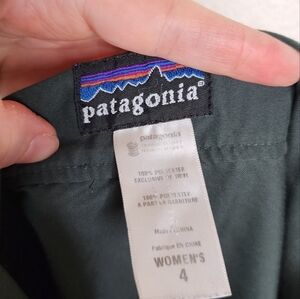 patagonia®
patagonia
100% POLYESTER
EXCLUSIVE OF TRIM
100% POLYESTER
A PART LA GARNITURE
Made CHINA
Fabriqué EN CHINE
WOMEN'S
4